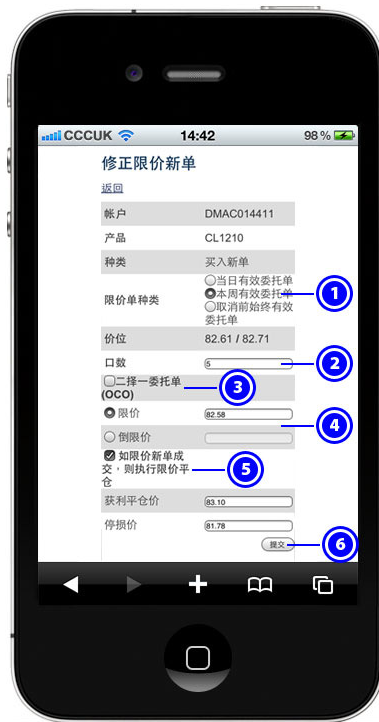 CCCUK 14:42 98%
修正限价新单
返回
帐户 DMAC014411
产品 CL1210
种类 买入新单
限价单种类
当日有效委托单
本周有效委托单 1
取消前始终有效
委托单
价位 82.61 / 82.71
口数 5 2
二择一委托单 3
(OCO)
限价 82.58
4
倒限价
如限价新单成
交，则执行限价平 5
仓
获利平仓价 83.10
停损价 81.78
提交 6